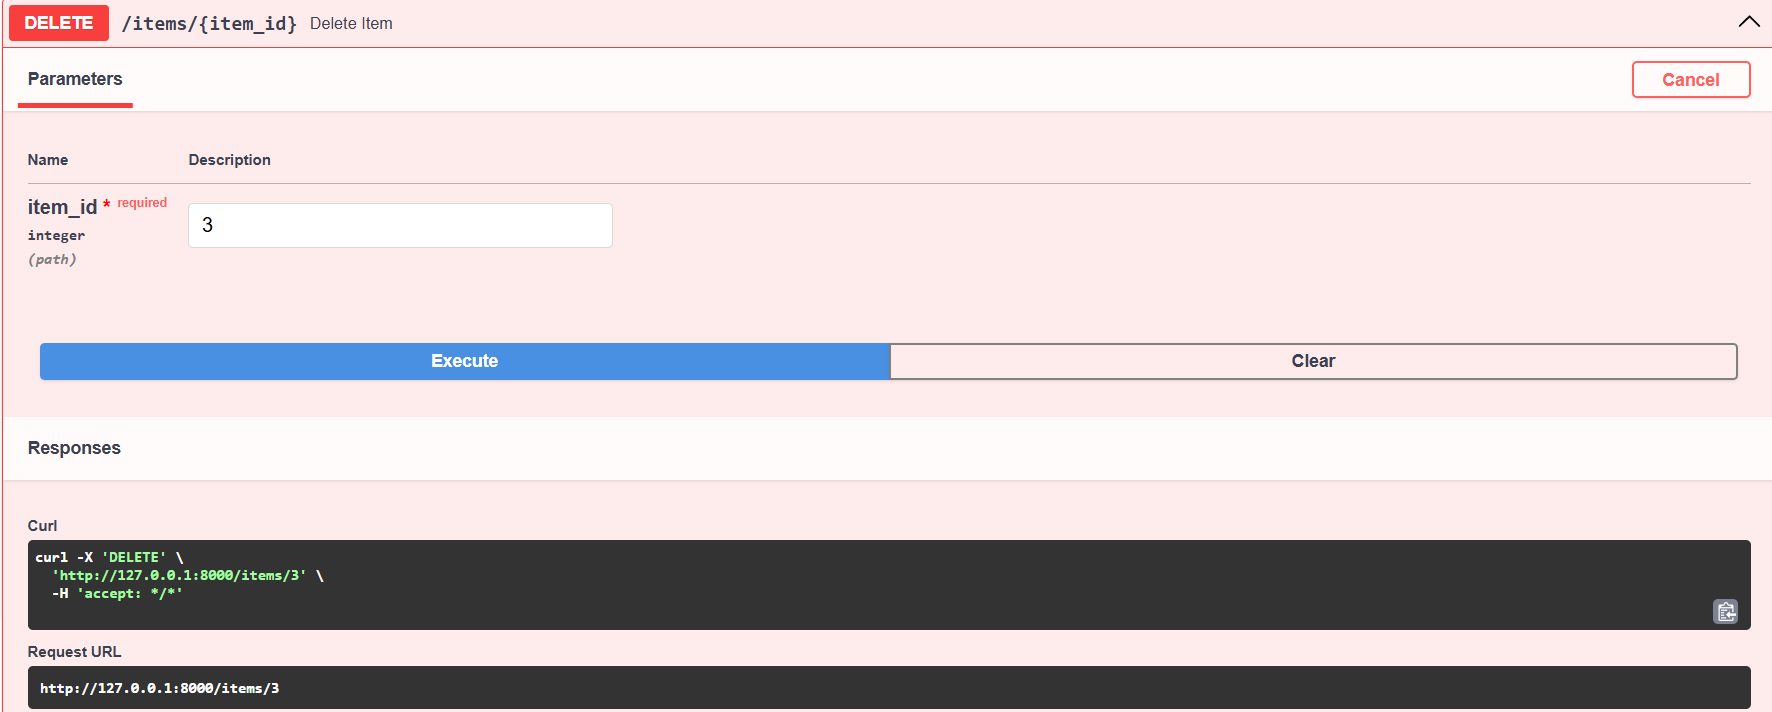 DELETE /items/{item_id} Delete Item
Parameters
Cancel
Name Description
item_id * required
integer
(path)
3
Execute Clear
Responses
Curl
curl -X 'DELETE' \
  'http://127.0.0.1:8000/items/3' \
  -H 'accept: */*'
Request URL
http://127.0.0.1:8000/items/3